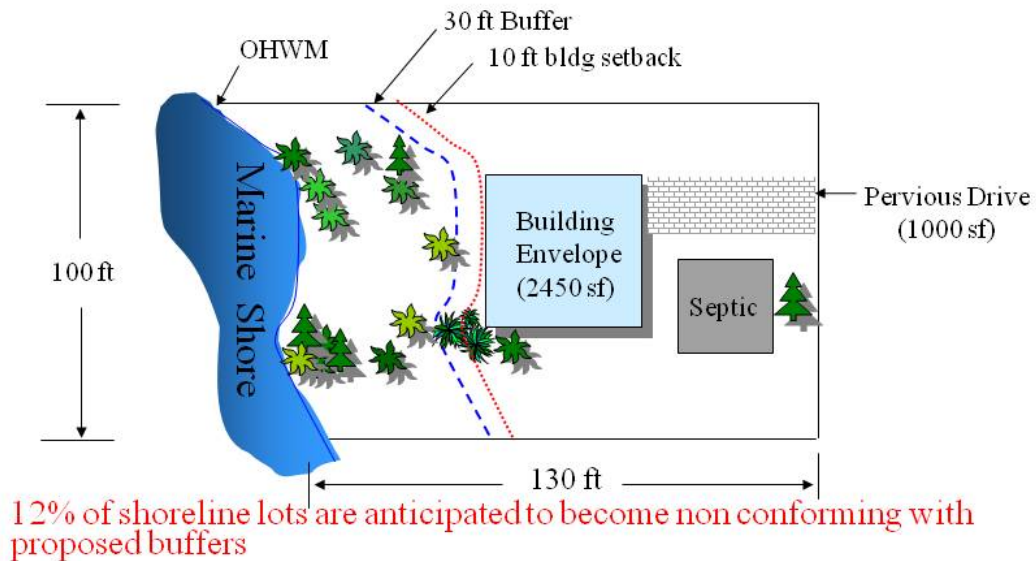 30 ft Buffer
OHWM
10 ft bldg setback
Marine Shore
100 ft
Building
Envelope
(2450 sf)
Pervious Drive
(1000 sf)
Septic
130 ft
12% of shoreline lots are anticipated to become non conforming with
proposed buffers